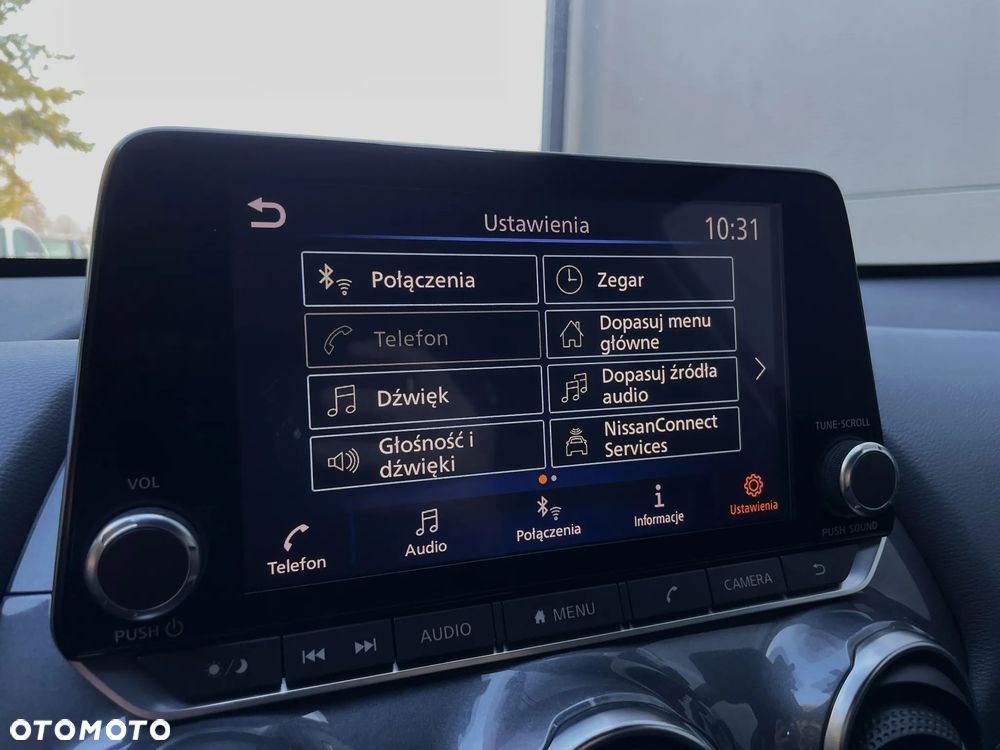 Ustawienia
10:31
Połączenia
Zegar
Telefon
Dopasuj menu
główne
Dźwięk
Dopasuj źródła
audio
Głośność i
dźwięki
NissanConnect
Services
Telefon
Audio
Połączenia
Informacje
Ustawienia
VOL
PUSH
TUNE·SCROLL
PUSH SOUND
AUDIO
MENU
CAMERA
OTOMOTO